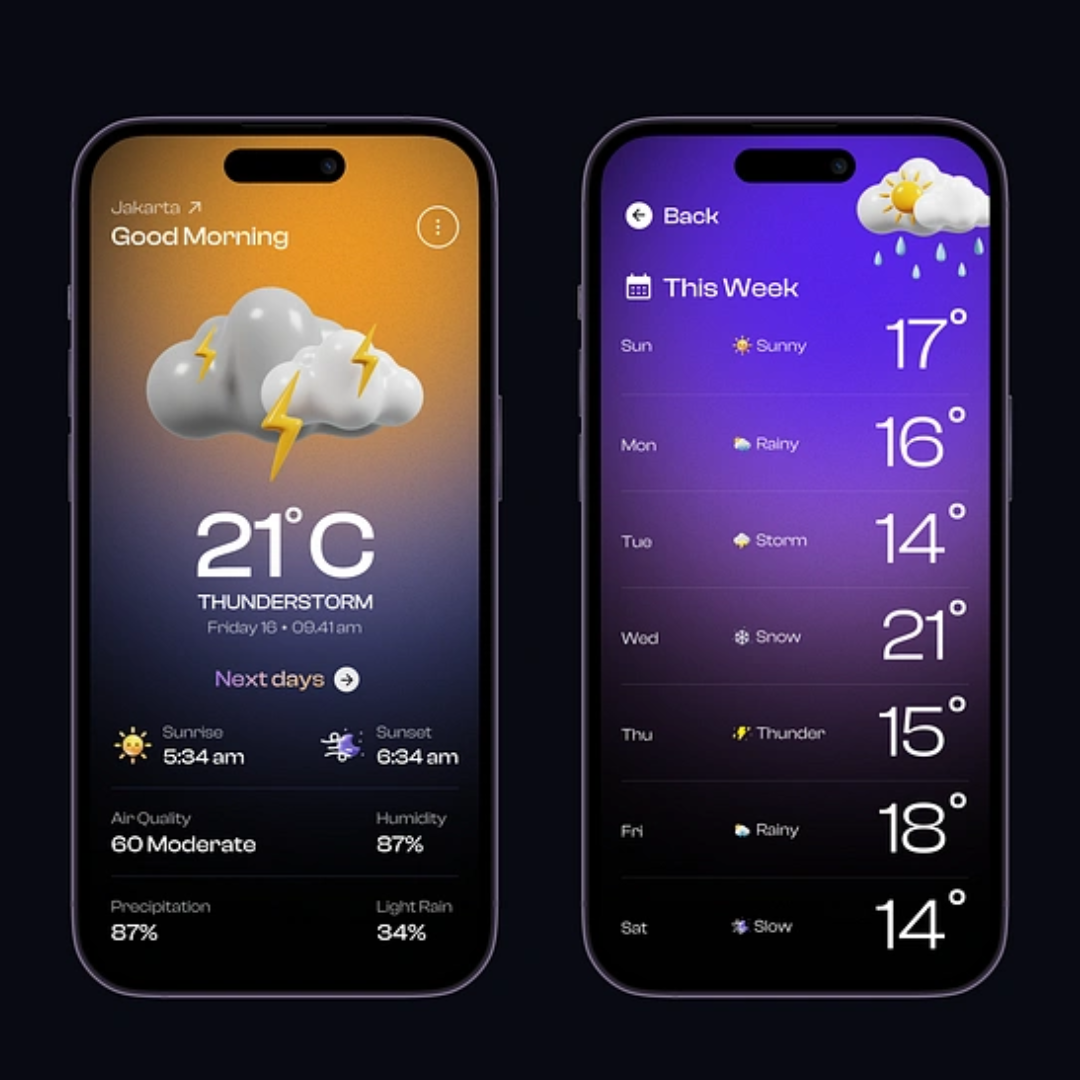 Jakarta
Good Morning
21°C
THUNDERSTORM
Friday 16 • 09.41 am
Next days
Sunrise
5:34 am
Sunset
6:34 am
Air Quality
60 Moderate
Humidity
87%
Precipitation
87%
Light Rain
34%
Back
This Week
Sun Sunny 17°
Mon Rainy 16°
Tue Storm 14°
Wed Snow 21°
Thu Thunder 15°
Fri Rainy 18°
Sat Slow 14°